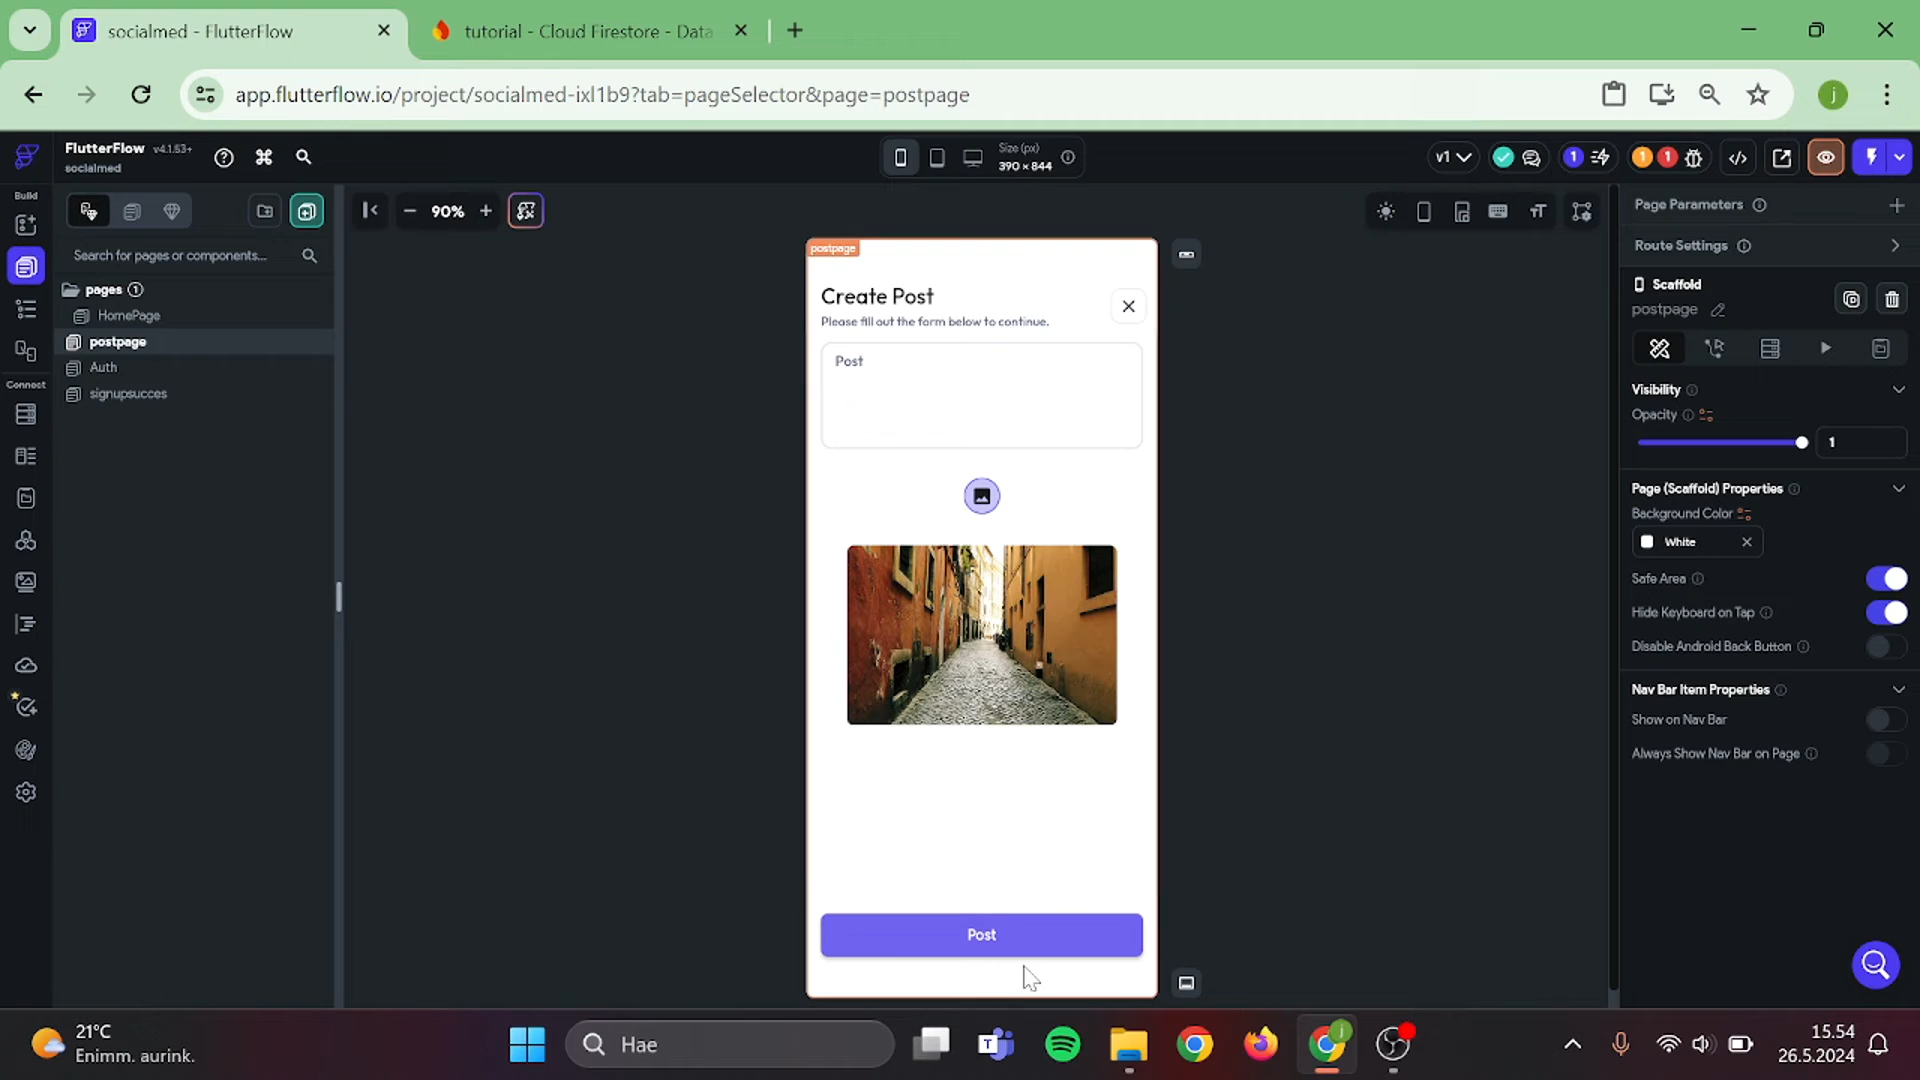 socialmed - FlutterFlow
tutorial - Cloud Firestore - Data
app.flutterflow.io/project/socialmed-ixl1b9?tab=pageSelector&page=postpage
j
FlutterFlow v4.1.53+
socialmed
Size (px)
390 × 844
v1
1
1
1
Build
90%
Search for pages or components...
pages 1
HomePage
postpage
Auth
signupsucces
Connect
postpage
Create Post
Please fill out the form below to continue.
Post
Post
Page Parameters
Route Settings
Scaffold
postpage
Visibility
Opacity
1
Page (Scaffold) Properties
Background Color
White
Safe Area
Hide Keyboard on Tap
Disable Android Back Button
Nav Bar Item Properties
Show on Nav Bar
Always Show Nav Bar on Page
21°C
Enimm. aurink.
Hae
15.54
26.5.2024